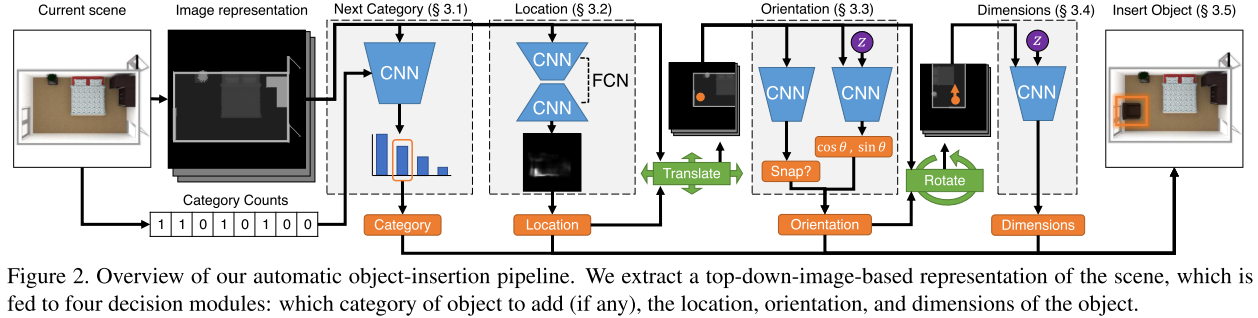 Current scene
Image representation
Next Category (§ 3.1)
Location (§ 3.2)
Orientation (§ 3.3)
Dimensions (§ 3.4)
Insert Object (§ 3.5)
CNN
CNN
FCN
CNN
CNN
z
CNN
z
CNN
cos θ , sin θ
Snap?
Translate
Rotate
Category Counts
1 1 0 1 0 1 0 0
Category
Location
Orientation
Dimensions
Figure 2. Overview of our automatic object-insertion pipeline. We extract a top-down-image-based representation of the scene, which is
fed to four decision modules: which category of object to add (if any), the location, orientation, and dimensions of the object.